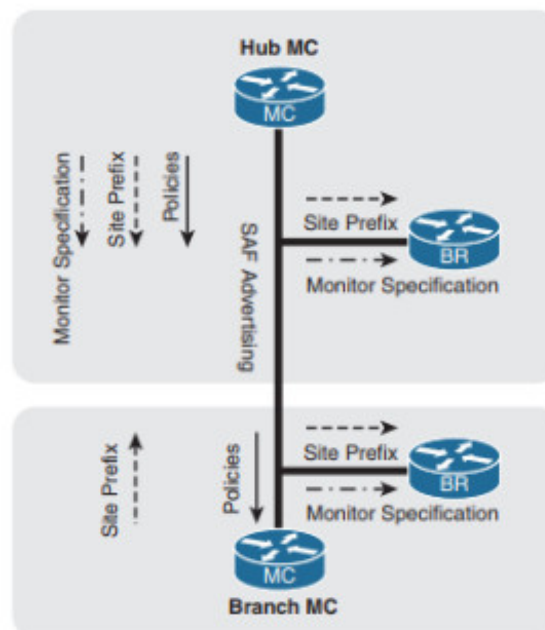 Hub MC
MC
Monitor Specification
Site Prefix
Policies
SAF Advertising
Site Prefix
BR
Monitor Specification
Site Prefix
Policies
Site Prefix
BR
Monitor Specification
MC
Branch MC